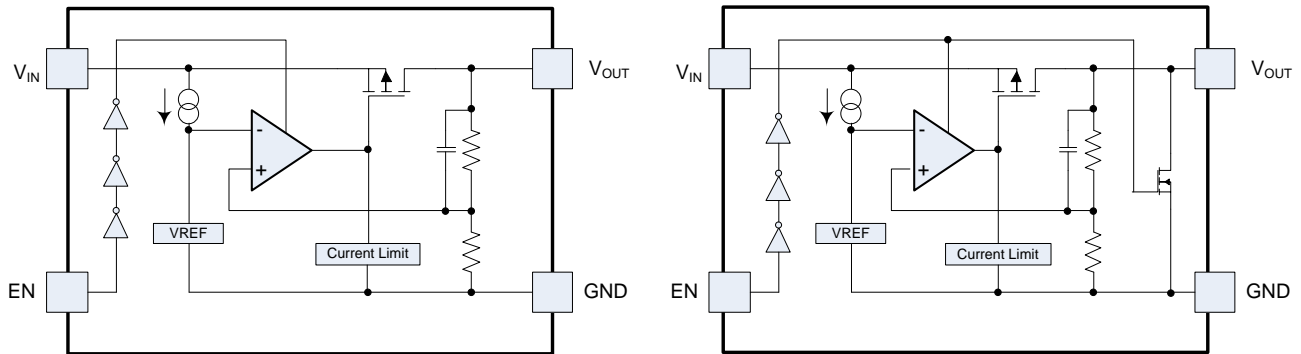 V_IN
V_OUT
-
+
VREF
Current Limit
EN
GND
V_IN
V_OUT
-
+
VREF
Current Limit
EN
GND